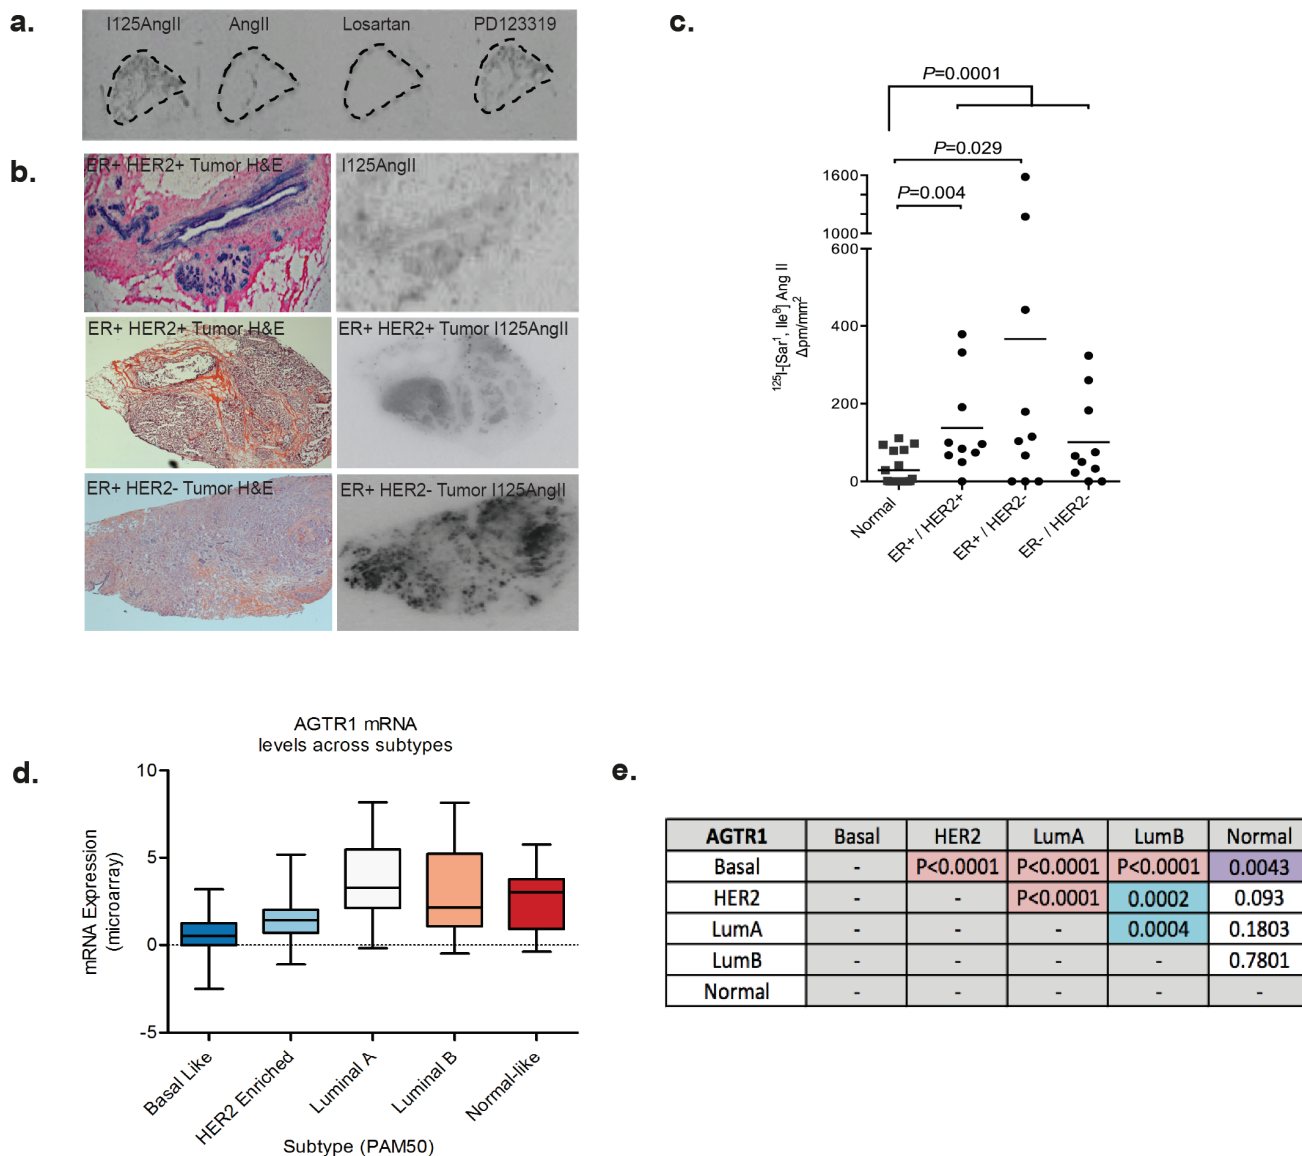 a.
I125AngII AngII Losartan PD123319
b.
ER+ HER2+ Tumor H&E
I125AngII
ER+ HER2+ Tumor H&E
ER+ HER2+ Tumor I125AngII
ER+ HER2- Tumor H&E
ER+ HER2- Tumor I125AngII
c.
P=0.0001
P=0.029
P=0.004
1600
1000
600
400
200
0
¹²⁵I-[Sar¹, Ile⁸] Ang II
Δpm/mm²
Normal
ER+ / HER2+
ER+ / HER2-
ER- / HER2-
d.
AGTR1 mRNA
levels across subtypes
10
5
0
-5
mRNA Expression
(microarray)
Basal Like
HER2 Enriched
Luminal A
Luminal B
Normal-like
Subtype (PAM50)
e.
AGTR1 Basal HER2 LumA LumB Normal
Basal - P<0.0001 P<0.0001 P<0.0001 0.0043
HER2 - - P<0.0001 0.0002 0.093
LumA - - - 0.0004 0.1803
LumB - - - - 0.7801
Normal - - - - -